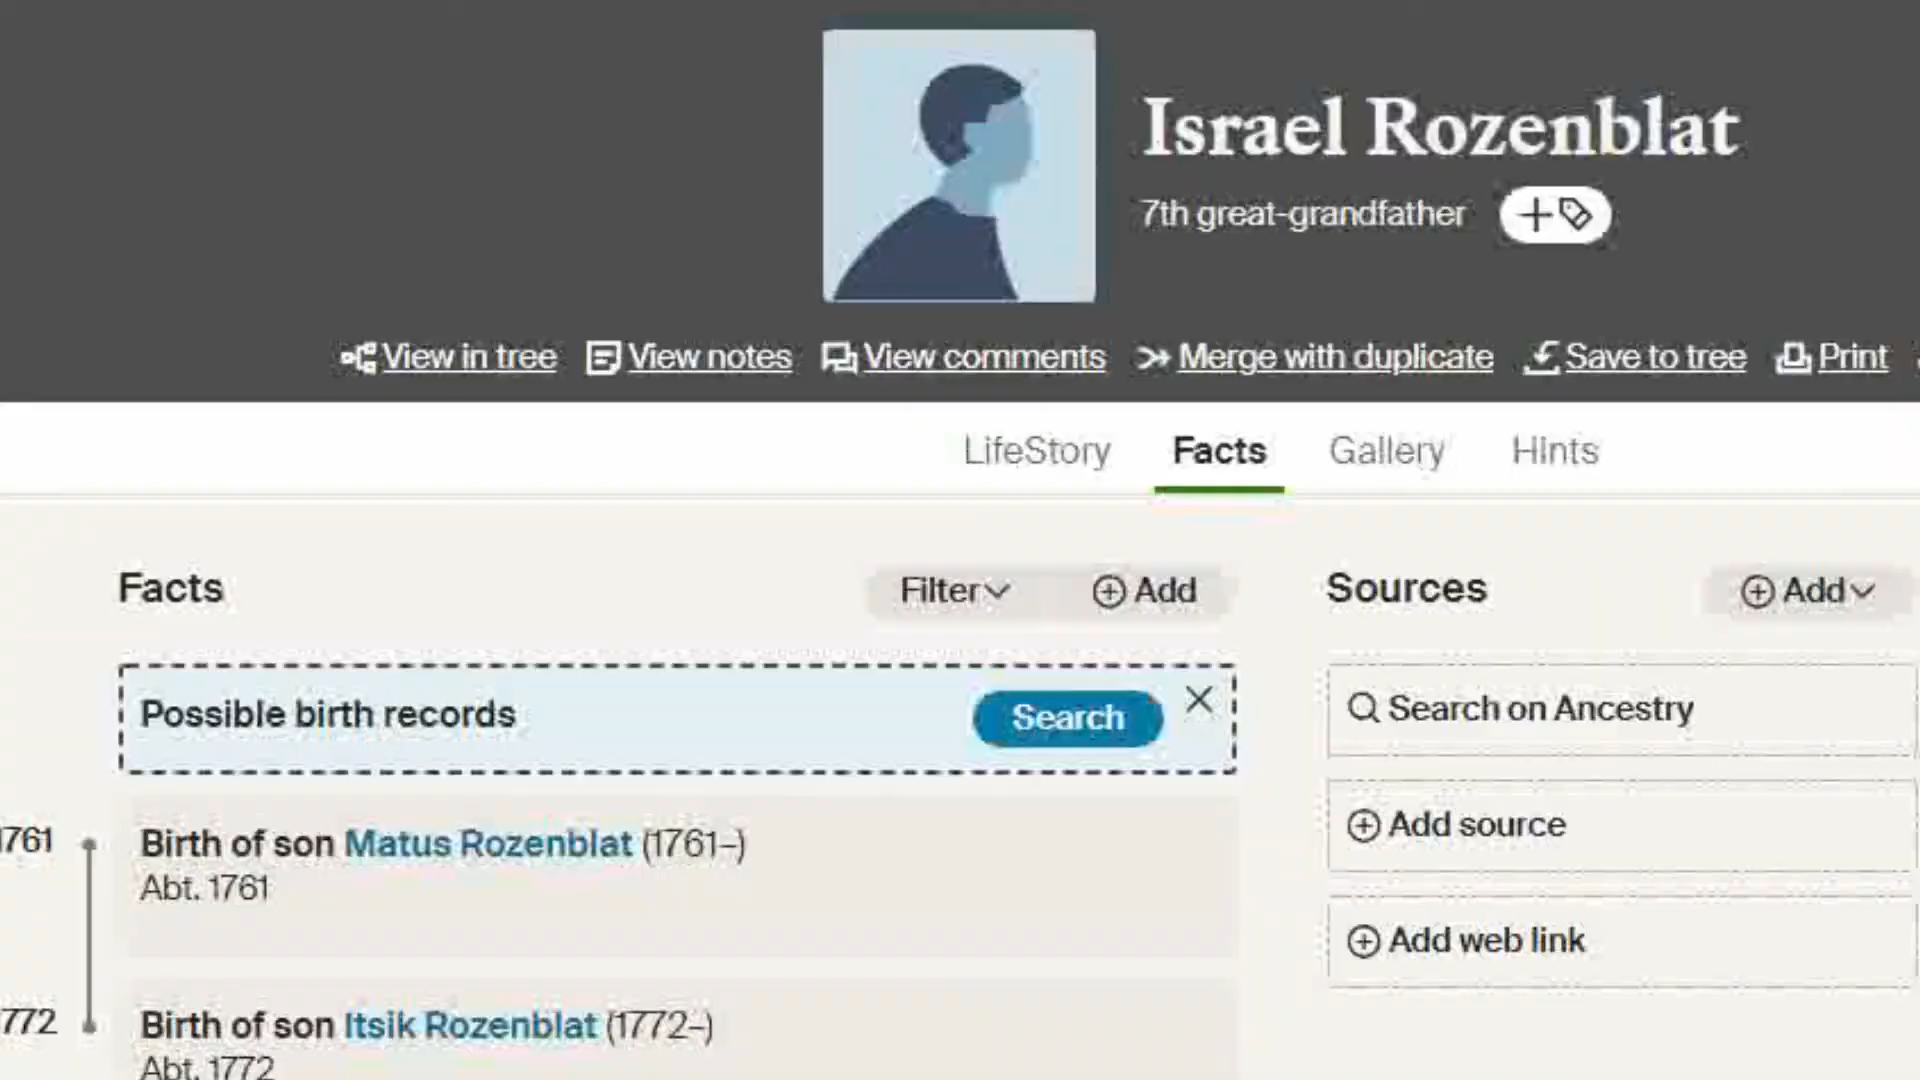 Israel Rozenblat
7th great-grandfather
View in tree View notes View comments Merge with duplicate Save to tree Print
LifeStory Facts Gallery Hints
Facts Filter Add
Sources Add
Possible birth records Search
Search on Ancestry
Add source
Add web link
1761 Birth of son Matus Rozenblat (1761–)
Abt. 1761
1772 Birth of son Itsik Rozenblat (1772–)
Abt. 1772